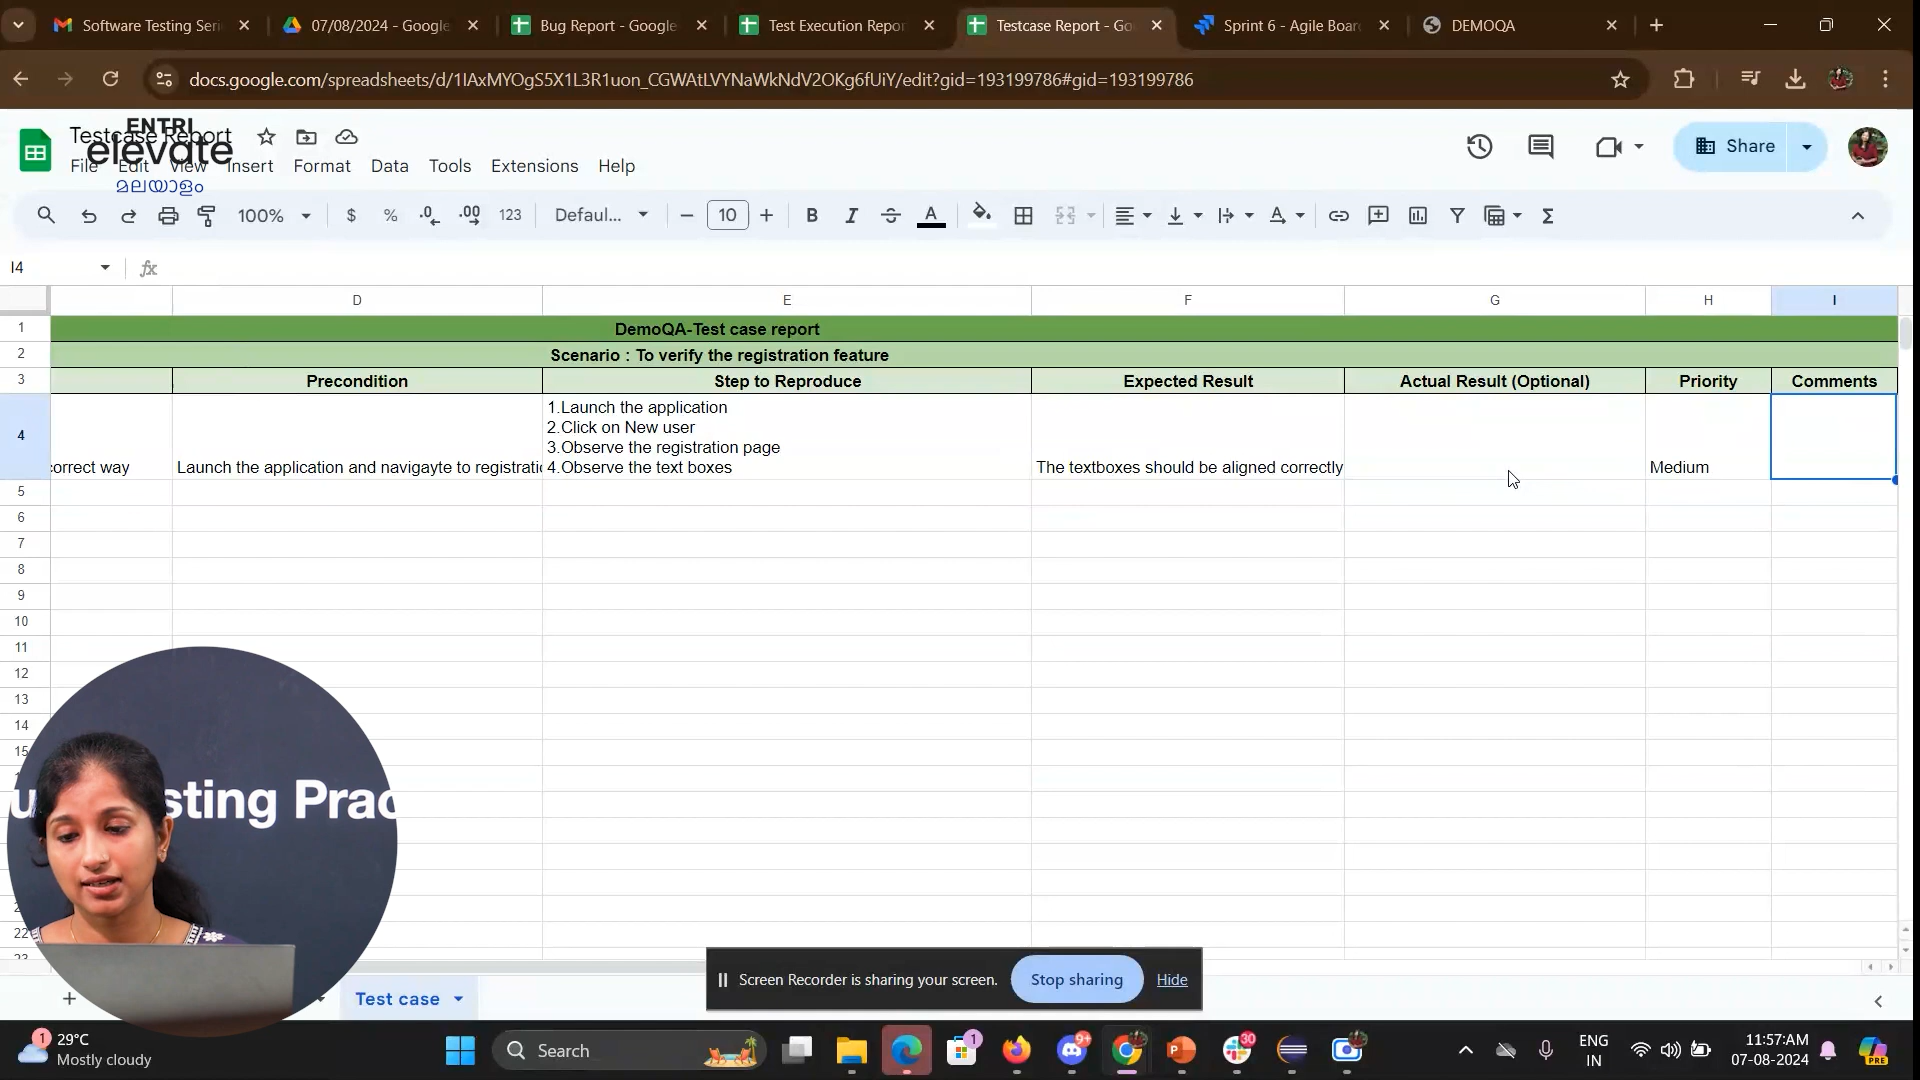 Software Testing Seri
07/08/2024 - Google
Bug Report - Google
Test Execution Repor
Testcase Report - Go
Sprint 6 - Agile Boar
DEMOQA
docs.google.com/spreadsheets/d/1IAxMYOgS5X1L3R1uon_CGWAtLVYNaWkNdV2OKg6fUiY/edit?gid=193199786#gid=193199786
Testcase Report
ENTRI
elevate
മലയാളം
File Edit View Insert Format Data Tools Extensions Help
Share
100% $ % .0 .00 123 Defaul... 10 B I A
I4
D E F G H I
1 DemoQA-Test case report
2 Scenario : To verify the registration feature
3 Precondition Step to Reproduce Expected Result Actual Result (Optional) Priority Comments
1.Launch the application
2.Click on New user
4 3.Observe the registration page
orrect way Launch the application and navigayte to registratio 4.Observe the text boxes The textboxes should be aligned correctly Medium
5
6
7
8
9
10
11
12
13
14
15
22
23
sting Prac
Screen Recorder is sharing your screen. Stop sharing Hide
Test case
1 29°C
Mostly cloudy
Search
1
9+
30
ENG
IN
11:57:AM
07-08-2024
PRE